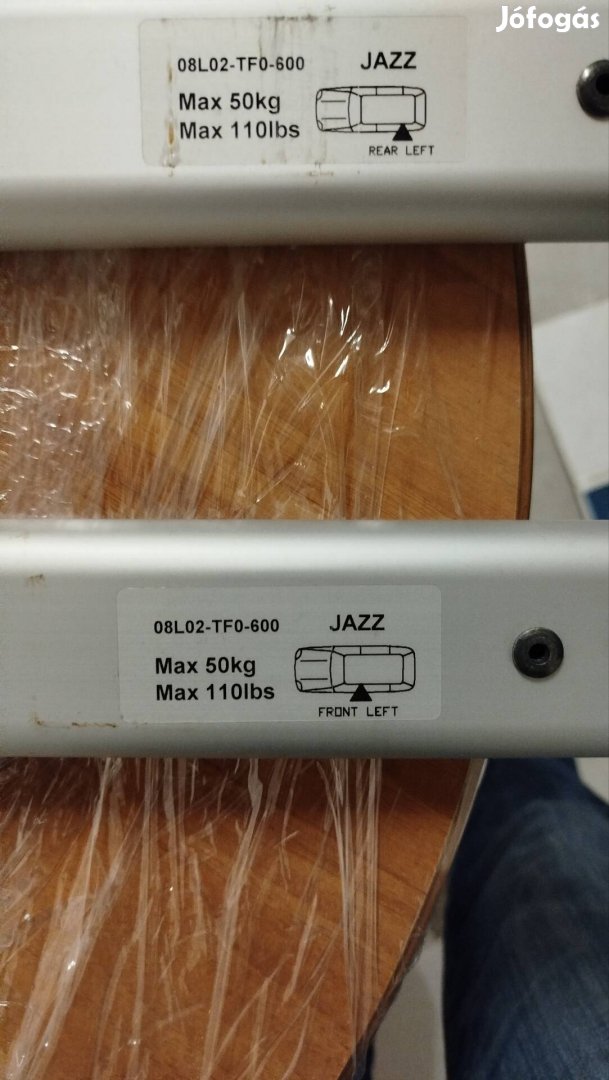 Jófogás
08L02-TF0-600 JAZZ
Max 50kg
Max 110lbs
REAR LEFT
08L02-TF0-600 JAZZ
Max 50kg
Max 110lbs
FRONT LEFT